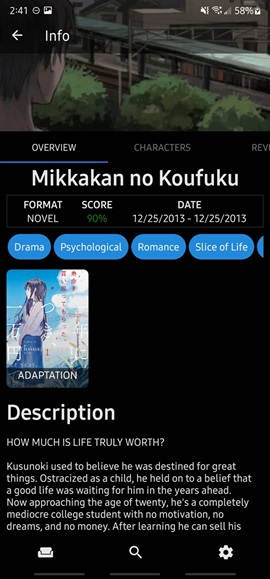 2:41
58%
Info
OVERVIEW
CHARACTERS
REV
Mikkakan no Koufuku
FORMAT
SCORE
DATE
NOVEL
90%
12/25/2013 - 12/25/2013
Drama
Psychological
Romance
Slice of Life
一万円
ADAPTATION
Description
HOW MUCH IS LIFE TRULY WORTH?
Kusunoki used to believe he was destined for great
things. Ostracized as a child, he held on to a belief that
a good life was waiting for him in the years ahead.
Now approaching the age of twenty, he's a completely
mediocre college student with no motivation, no
dreams, and no money. After learning he can sell his